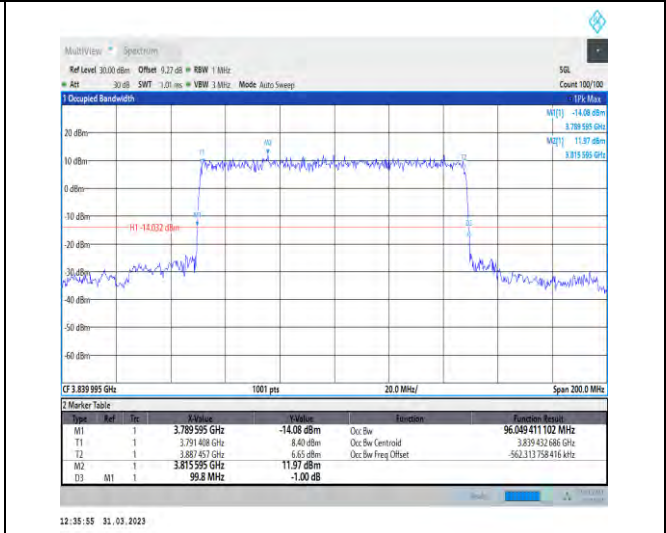 MultiView Spectrum
Ref Level 30.00 dBm Offset 9.27 dB RBW 1 MHz SGL
Att 30 dB SWT 1.01 ms VBW 3 MHz Mode Auto Sweep Count 100/100
1 Occupied Bandwidth 1Pk Max
M1[1] -14.08 dBm
3.789 595 GHz
20 dBm
M2[1] 11.97 dBm
3.815 595 GHz
T1 M2 T2
10 dBm
0 dBm
-10 dBm
M1 D3
H1 -14.032 dBm
-20 dBm
-30 dBm
-40 dBm
-50 dBm
-60 dBm
CF 3.839 995 GHz 1001 pts 20.0 MHz/ Span 200.0 MHz
2 Marker Table
Type Ref Trc X-Value Y-Value Function Function Result
M1 1 3.789 595 GHz -14.08 dBm Occ Bw 96.049 411 102 MHz
T1 1 3.791 408 GHz 8.40 dBm Occ Bw Centroid 3.839 432 686 GHz
T2 1 3.887 457 GHz 6.65 dBm Occ Bw Freq Offset -562.313 758 416 kHz
M2 1 3.815 595 GHz 11.97 dBm
D3 M1 1 99.8 MHz -1.00 dB
12:35:55 31.03.2023